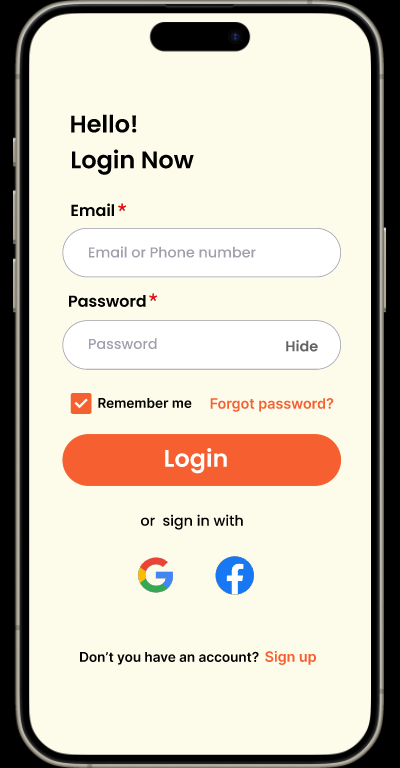 Hello!
Login Now
Email *
Email or Phone number
Password *
Password Hide
Remember me Forgot password?
Login
or sign in with
Don’t you have an account? Sign up